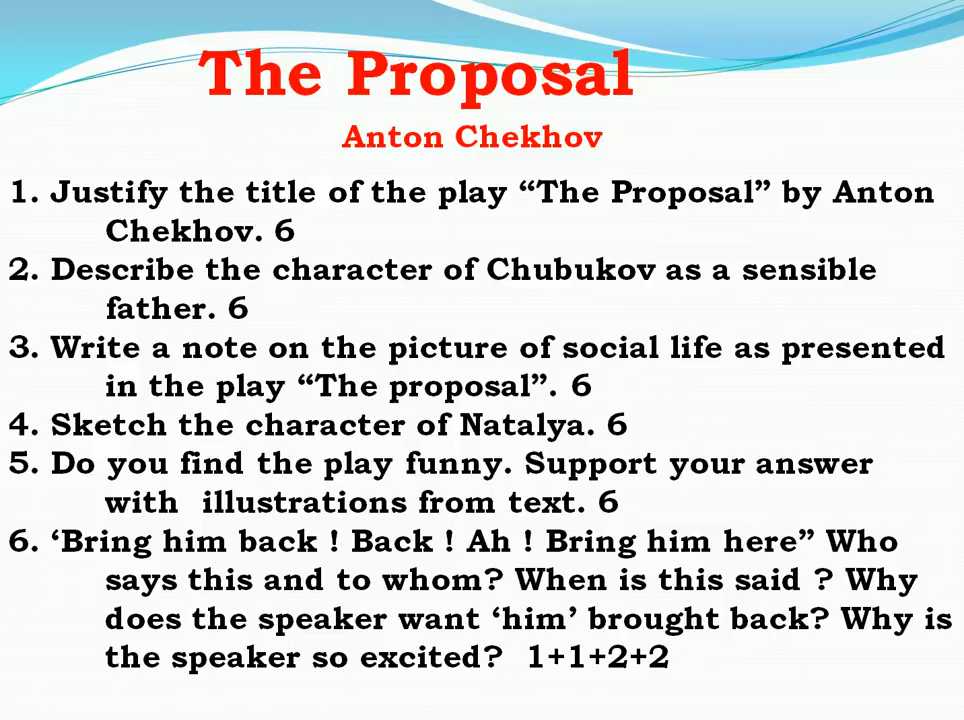 The Proposal
Anton Chekhov
1. Justify the title of the play “The Proposal” by Anton
Chekhov. 6
2. Describe the character of Chubukov as a sensible
father. 6
3. Write a note on the picture of social life as presented
in the play “The proposal”. 6
4. Sketch the character of Natalya. 6
5. Do you find the play funny. Support your answer
with illustrations from text. 6
6. ‘Bring him back ! Back ! Ah ! Bring him here” Who
says this and to whom? When is this said ? Why
does the speaker want ‘him’ brought back? Why is
the speaker so excited? 1+1+2+2